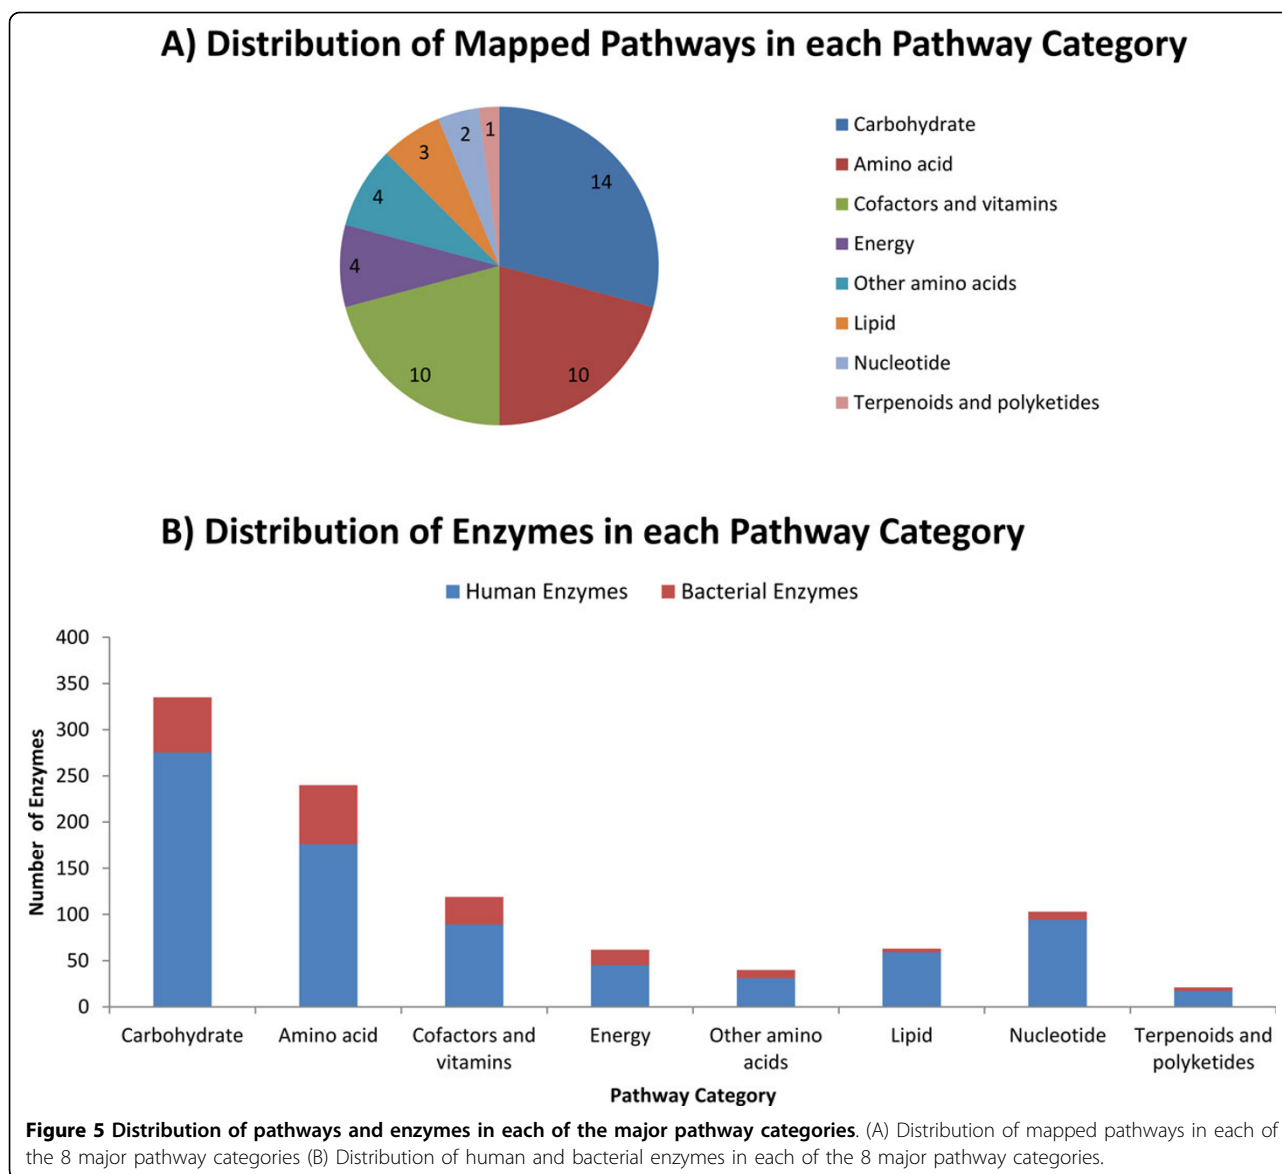 A) Distribution of Mapped Pathways in each Pathway Category
14
10
10
4
4
3
2
1
Carbohydrate
Amino acid
Cofactors and vitamins
Energy
Other amino acids
Lipid
Nucleotide
Terpenoids and polyketides
B) Distribution of Enzymes in each Pathway Category
Human Enzymes
Bacterial Enzymes
Number of Enzymes
400
350
300
250
200
150
100
50
0
Carbohydrate
Amino acid
Cofactors and
vitamins
Energy
Other amino
acids
Lipid
Nucleotide
Terpenoids and
polyketides
Pathway Category
Figure 5 Distribution of pathways and enzymes in each of the major pathway categories. (A) Distribution of mapped pathways in each of
the 8 major pathway categories (B) Distribution of human and bacterial enzymes in each of the 8 major pathway categories.